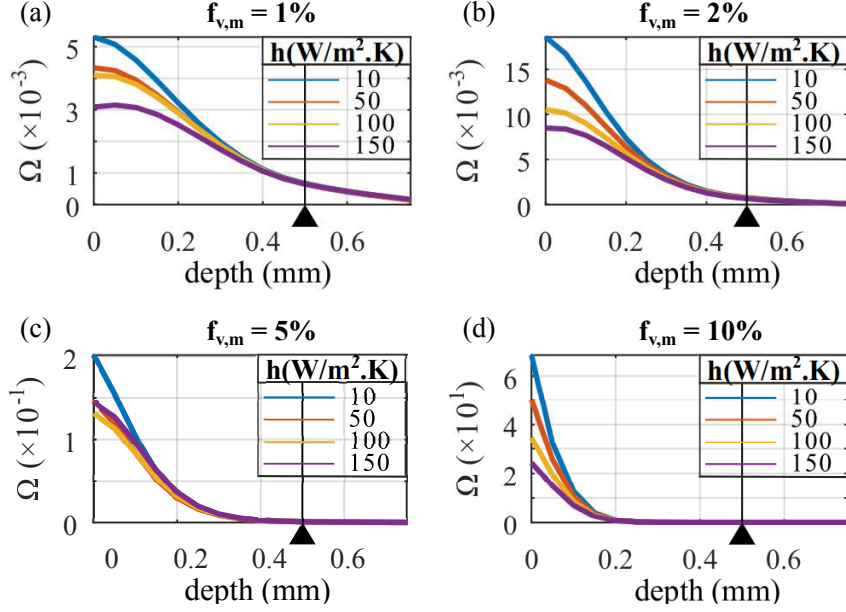 (a) f_v,m = 1%
Ω (×10⁻³)
5
3
1
0
h(W/m².K)
10
50
100
150
0 0.2 0.4 0.6
depth (mm)
(b) f_v,m = 2%
Ω (×10⁻³)
15
10
5
0
h(W/m².K)
10
50
100
150
0 0.2 0.4 0.6
depth (mm)
(c) f_v,m = 5%
Ω (×10⁻¹)
2
1
0
h(W/m².K)
10
50
100
150
0 0.2 0.4 0.6
depth (mm)
(d) f_v,m = 10%
Ω (×10¹)
6
4
2
0
h(W/m².K)
10
50
100
150
0 0.2 0.4 0.6
depth (mm)